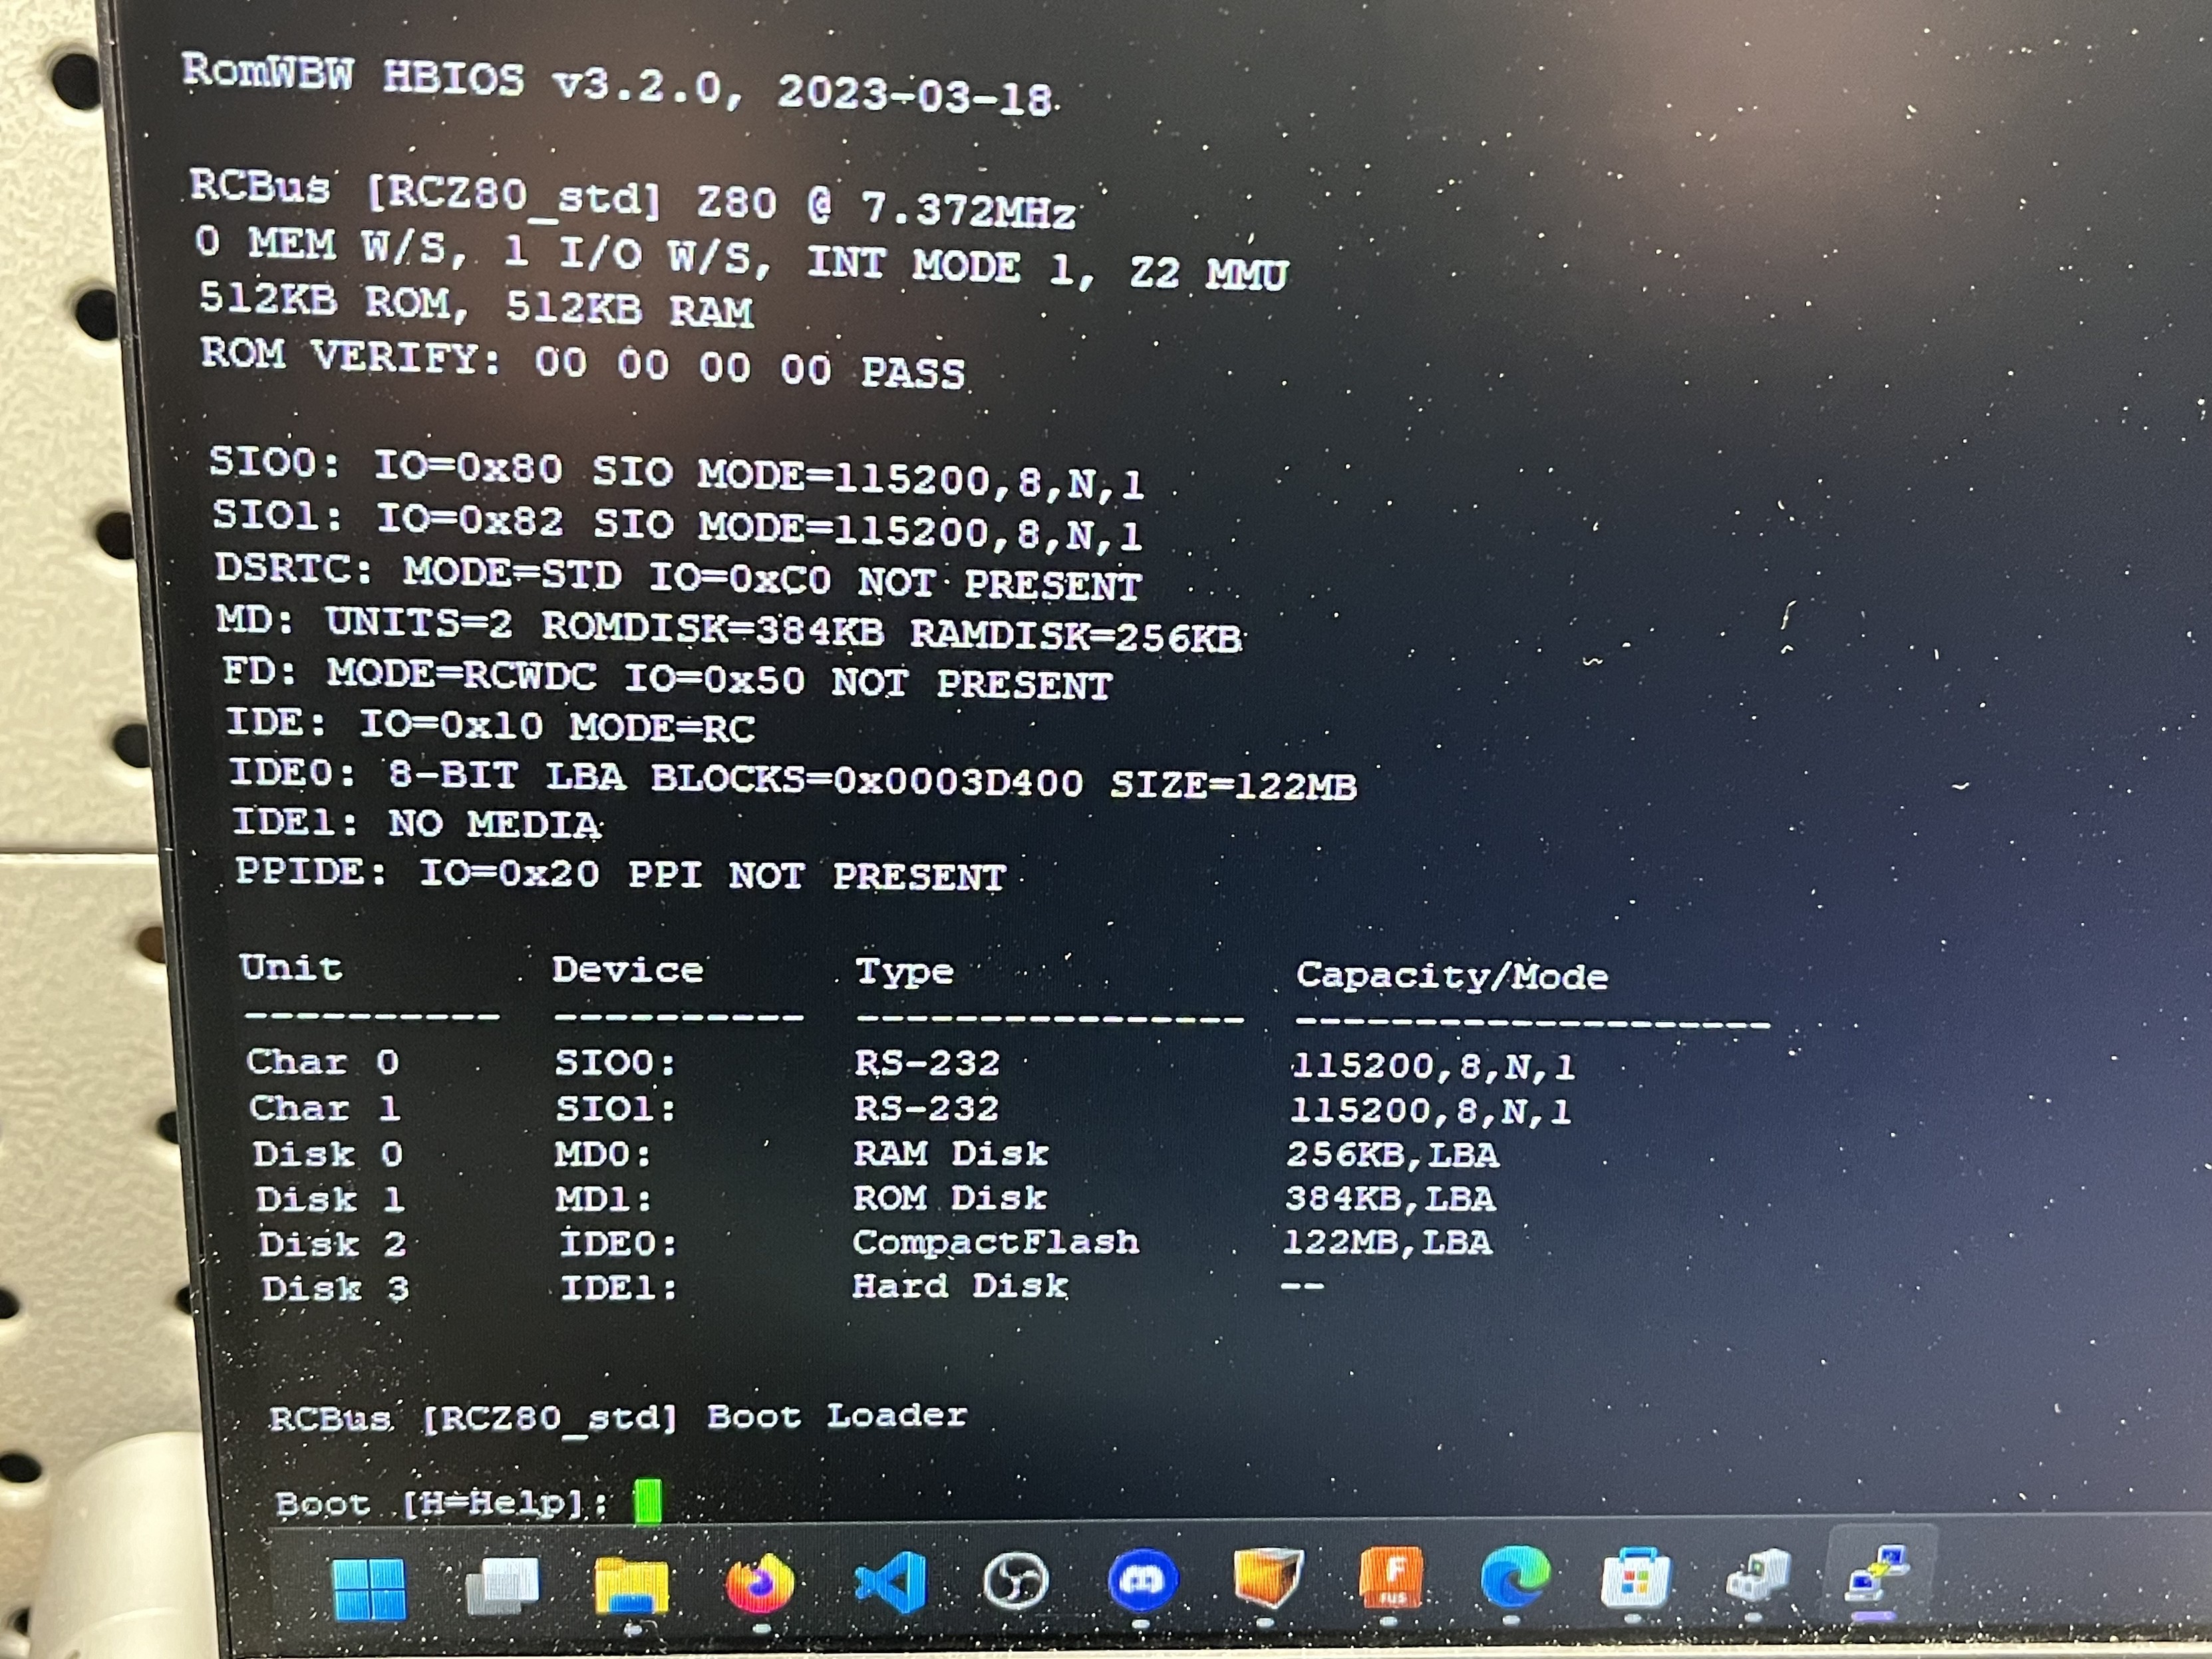 RomWBW HBIOS v3.2.0, 2023-03-18
RCBus [RCZ80_std] Z80 @ 7.372MHz
0 MEM W/S, 1 I/O W/S, INT MODE 1, Z2 MMU
512KB ROM, 512KB RAM
ROM VERIFY: 00 00 00 00 PASS
SIO0: IO=0x80 SIO MODE=115200,8,N,1
SIO1: IO=0x82 SIO MODE=115200,8,N,1
DSRTC: MODE=STD IO=0xC0 NOT PRESENT
MD: UNITS=2 ROMDISK=384KB RAMDISK=256KB
FD: MODE=RCWDC IO=0x50 NOT PRESENT
IDE: IO=0x10 MODE=RC
IDE0: 8-BIT LBA BLOCKS=0x0003D400 SIZE=122MB
IDE1: NO MEDIA
PPIDE: IO=0x20 PPI NOT PRESENT
Unit Device Type Capacity/Mode
---------- ---------- ---------------- --------------------
Char 0 SIO0: RS-232 115200,8,N,1
Char 1 SIO1: RS-232 115200,8,N,1
Disk 0 MD0: RAM Disk 256KB,LBA
Disk 1 MD1: ROM Disk 384KB,LBA
Disk 2 IDE0: CompactFlash 122MB,LBA
Disk 3 IDE1: Hard Disk --
RCBus [RCZ80_std] Boot Loader
Boot [H=Help]:
F
FUS